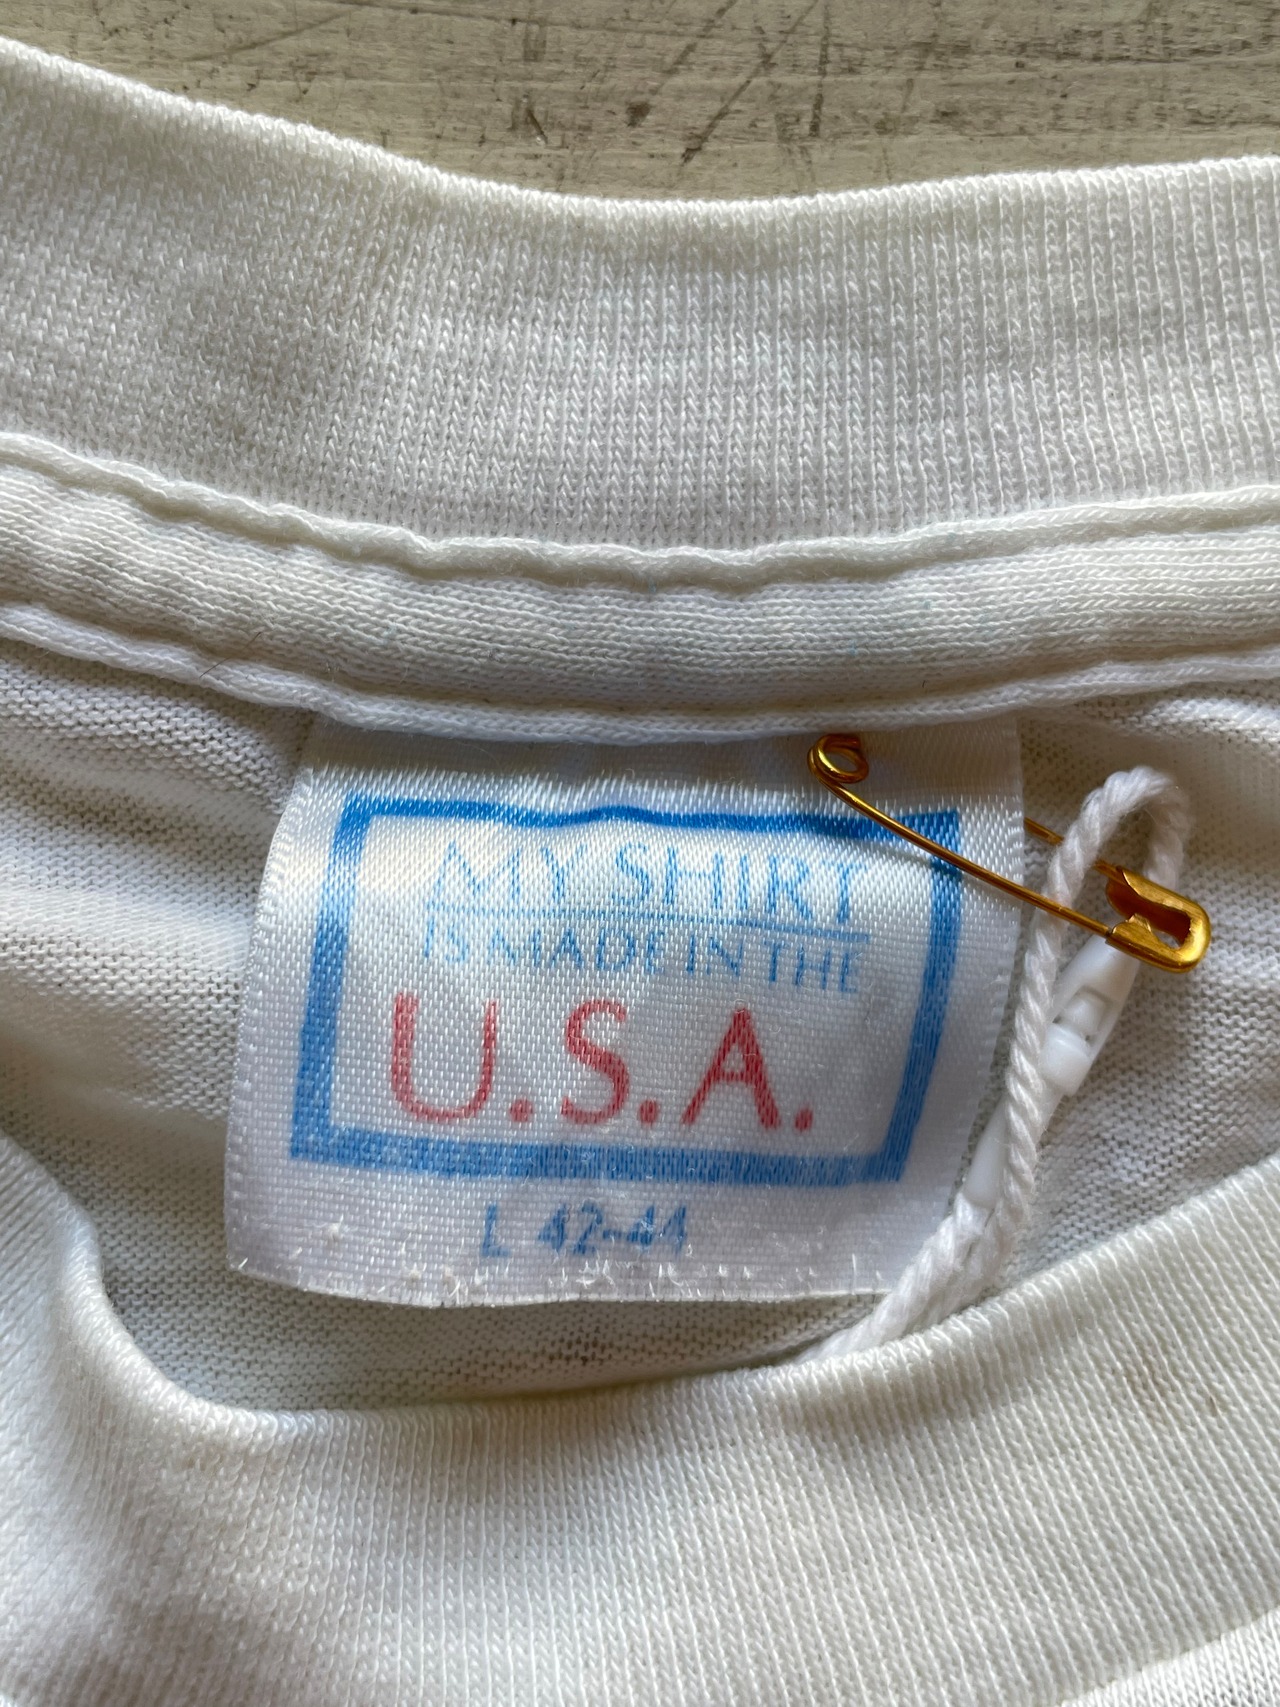 MY SHIRT
IS MADE IN THE
U.S.A.
L 42-44